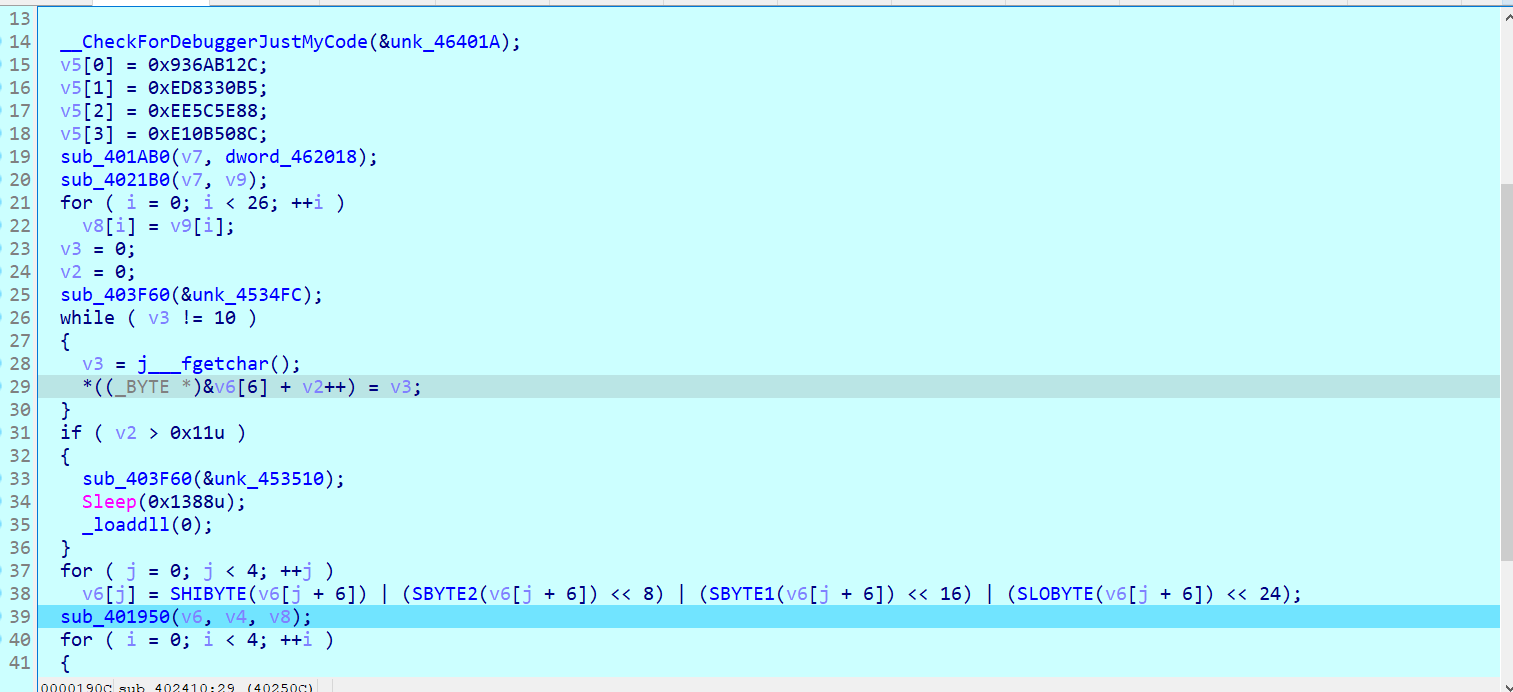 13
14 __CheckForDebuggerJustMyCode(&unk_46401A);
15 v5[0] = 0x936AB12C;
16 v5[1] = 0xED8330B5;
17 v5[2] = 0xEE5C5E88;
18 v5[3] = 0xE10B508C;
19 sub_401AB0(v7, dword_462018);
20 sub_4021B0(v7, v9);
21 for ( i = 0; i < 26; ++i )
22 v8[i] = v9[i];
23 v3 = 0;
24 v2 = 0;
25 sub_403F60(&unk_4534FC);
26 while ( v3 != 10 )
27 {
28 v3 = j___fgetchar();
29 *((_BYTE *)&v6[6] + v2++) = v3;
30 }
31 if ( v2 > 0x11u )
32 {
33 sub_403F60(&unk_453510);
34 Sleep(0x1388u);
35 _loaddll(0);
36 }
37 for ( j = 0; j < 4; ++j )
38 v6[j] = SHIBYTE(v6[j + 6]) | (SBYTE2(v6[j + 6]) << 8) | (SBYTE1(v6[j + 6]) << 16) | (SLOBYTE(v6[j + 6]) << 24);
39 sub_401950(v6, v4, v8);
40 for ( i = 0; i < 4; ++i )
41 {
0000190C sub_402410:29 (40250C)